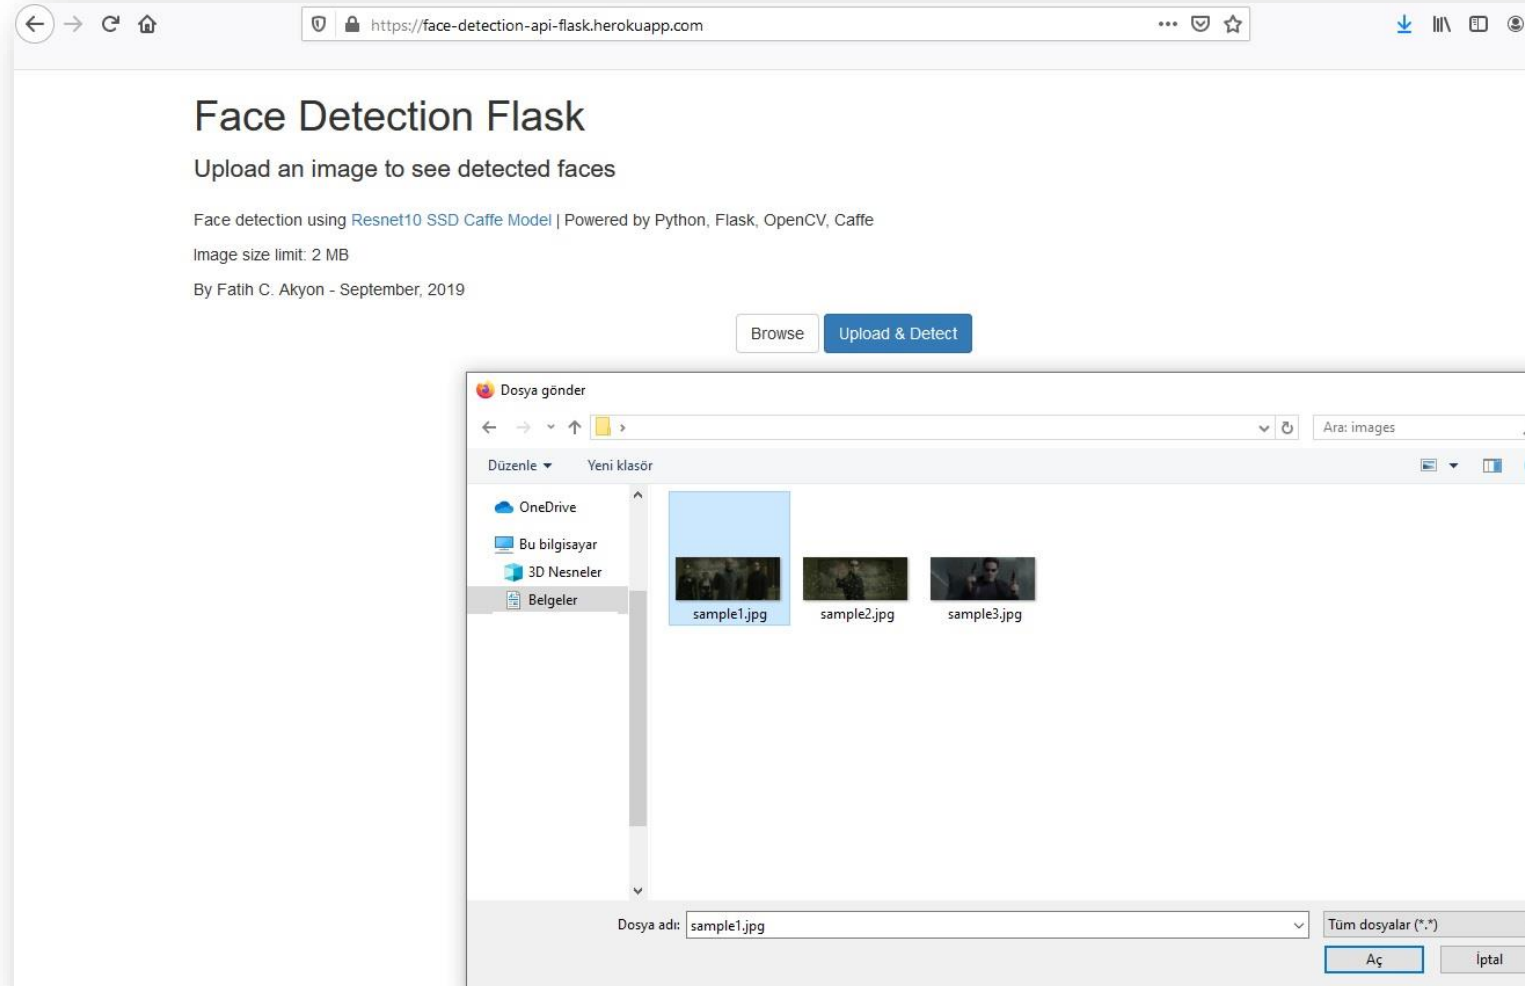 https://face-detection-api-flask.herokuapp.com
Face Detection Flask
Upload an image to see detected faces
Face detection using Resnet10 SSD Caffe Model | Powered by Python, Flask, OpenCV, Caffe
Image size limit: 2 MB
By Fatih C. Akyon - September, 2019
Browse Upload & Detect
Dosya gönder
Ara: images
Düzenle Yeni klasör
OneDrive
Bu bilgisayar
3D Nesneler
Belgeler
sample1.jpg sample2.jpg sample3.jpg
Dosya adı: sample1.jpg Tüm dosyalar (*.*)
Aç İptal